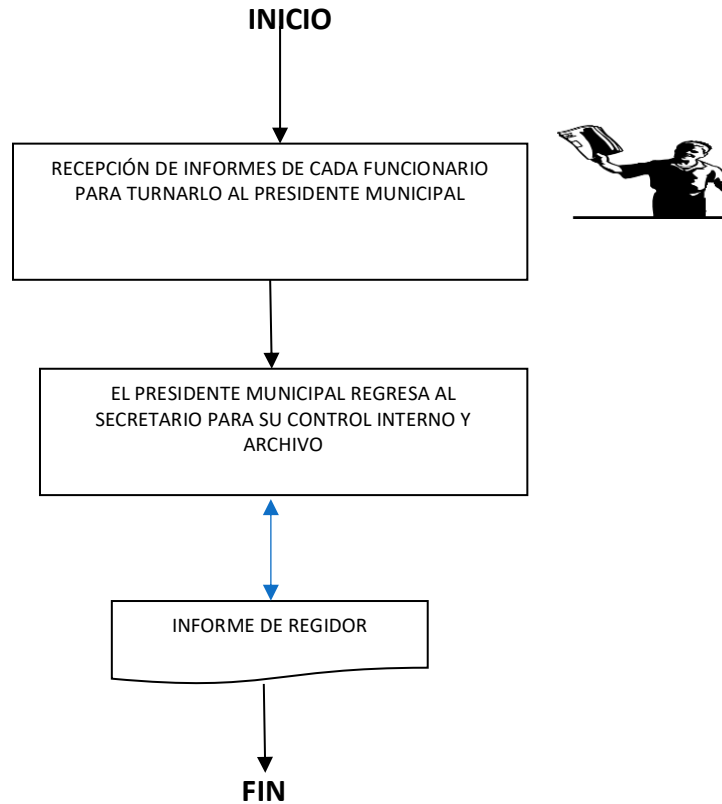 INICIO
RECEPCIÓN DE INFORMES DE CADA FUNCIONARIO
PARA TURNARLO AL PRESIDENTE MUNICIPAL
EL PRESIDENTE MUNICIPAL REGRESA AL
SECRETARIO PARA SU CONTROL INTERNO Y
ARCHIVO
INFORME DE REGIDOR
FIN